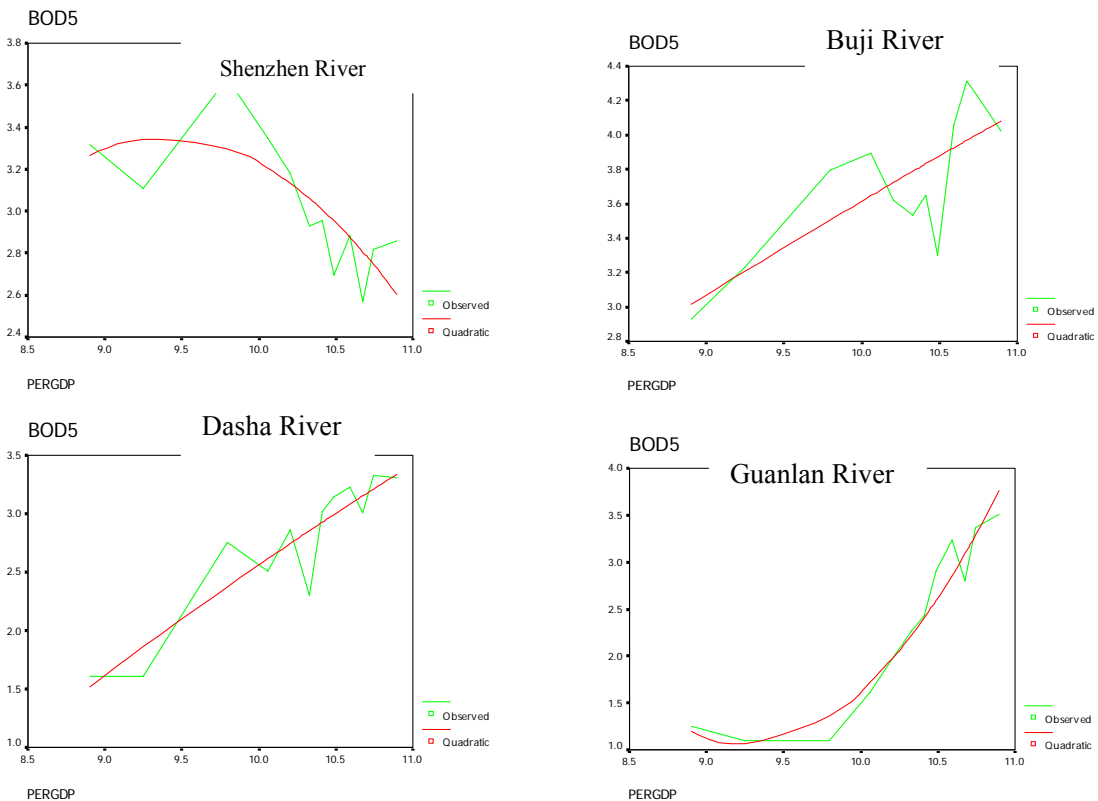 BOD5
Shenzhen River
3.8
3.6
3.4
3.2
3.0
2.8
2.6
2.4
8.5 9.0 9.5 10.0 10.5 11.0
Observed
Quadratic
PERGDP
BOD5
Buji River
4.4
4.2
4.0
3.8
3.6
3.4
3.2
3.0
2.8
8.5 9.0 9.5 10.0 10.5 11.0
Observed
Quadratic
PERGDP
BOD5
Dasha River
3.5
3.0
2.5
2.0
1.5
1.0
8.5 9.0 9.5 10.0 10.5 11.0
Observed
Quadratic
PERGDP
BOD5
Guanlan River
4.0
3.5
3.0
2.5
2.0
1.5
1.0
8.5 9.0 9.5 10.0 10.5 11.0
Observed
Quadratic
PERGDP